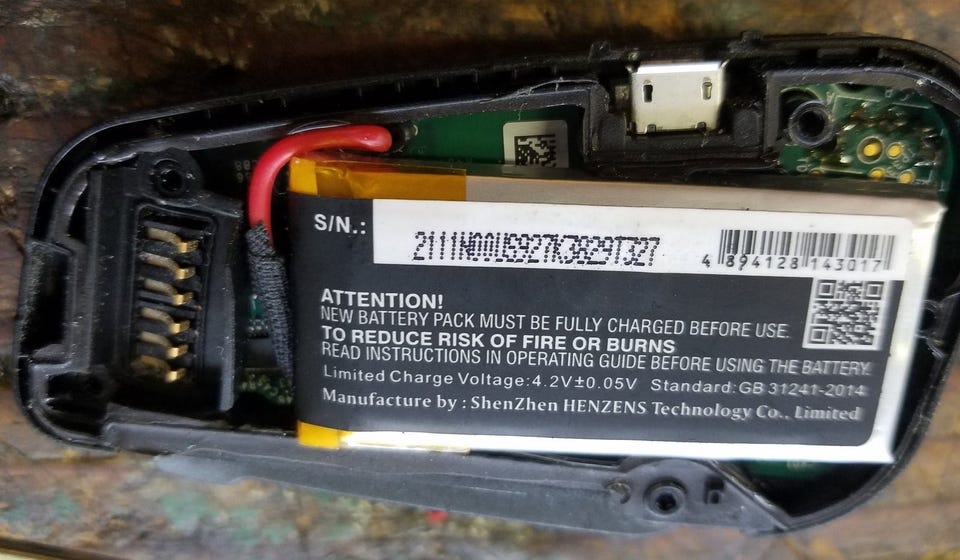 S/N.:
2111N00US927K3829T327
4 894128 143017
ATTENTION!
NEW BATTERY PACK MUST BE FULLY CHARGED BEFORE USE.
TO REDUCE RISK OF FIRE OR BURNS
READ INSTRUCTIONS IN OPERATING GUIDE BEFORE USING THE BATTERY.
Limited Charge Voltage:4.2V±0.05V Standard:GB 31241-2014
Manufacture by : ShenZhen HENZENS Technology Co., Limited